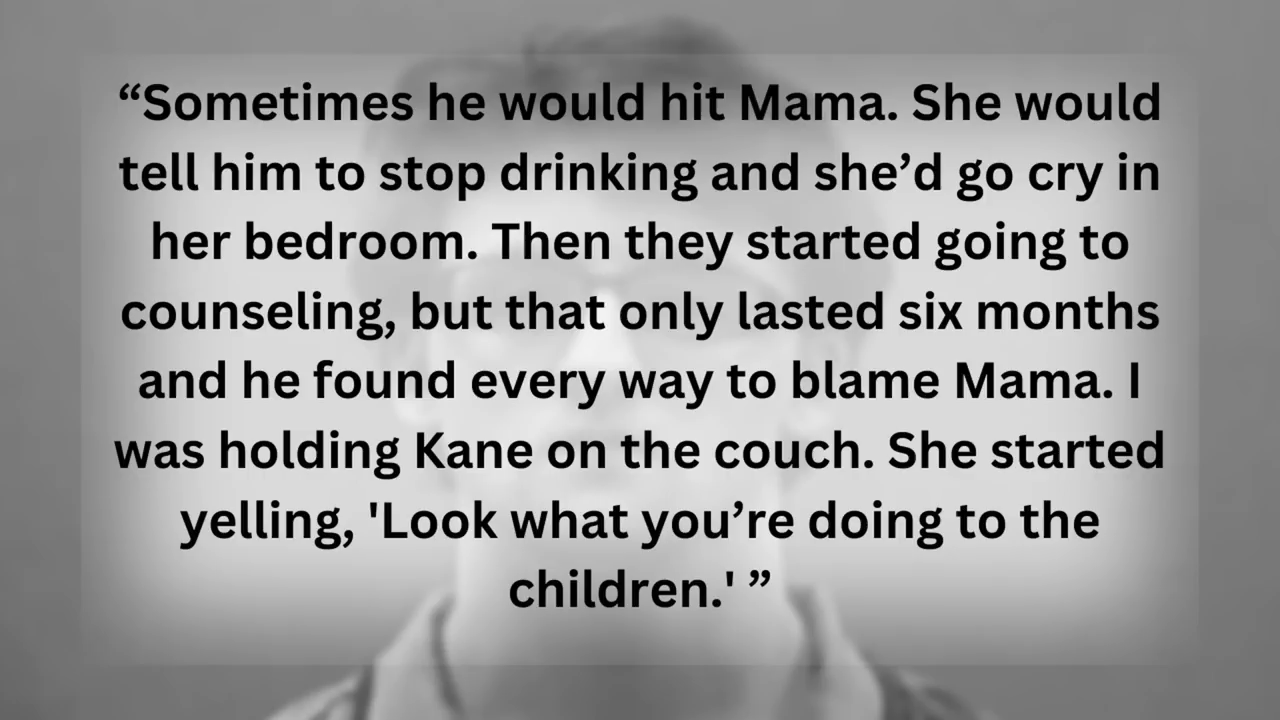 “Sometimes he would hit Mama. She would
tell him to stop drinking and she’d go cry in
her bedroom. Then they started going to
counseling, but that only lasted six months
and he found every way to blame Mama. I
was holding Kane on the couch. She started
yelling, 'Look what you’re doing to the
children.' ”